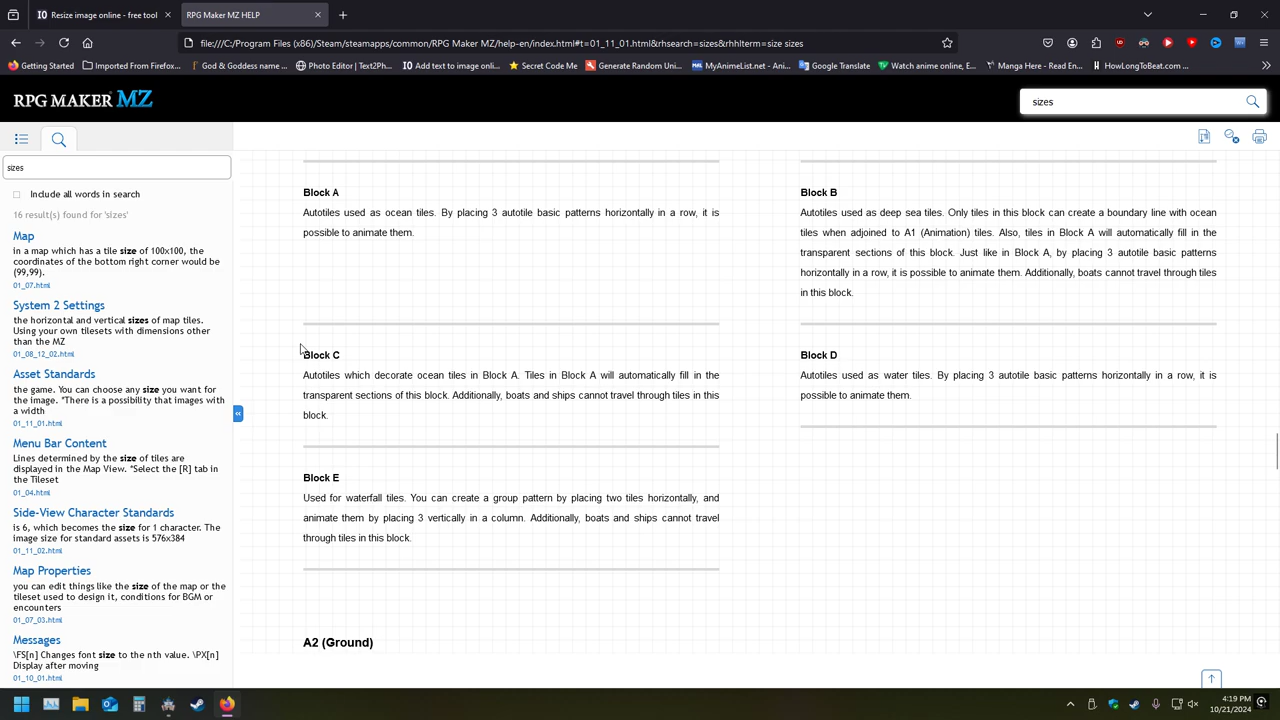 Resize image online - free tool
RPG Maker MZ HELP
file:///C:/Program Files (x86)/Steam/steamapps/common/RPG Maker MZ/help-en/index.html#t=01_11_01.html&rhsearch=sizes&rhhlterm=size sizes
Getting Started
Imported From Firefox...
God & Goddess name ...
Photo Editor | Text2Ph...
Add text to image onli...
Secret Code Me
Generate Random Uni...
MyAnimeList.net - Ani...
Google Translate
Watch anime online, E...
Manga Here - Read En...
HowLongToBeat.com ...
RPG MAKER MZ
sizes
sizes
Include all words in search
16 result(s) found for 'sizes'
Map
in a map which has a tile size of 100x100, the
coordinates of the bottom right corner would be
(99,99).
01_07.html
System 2 Settings
the horizontal and vertical sizes of map tiles.
Using your own tilesets with dimensions other
than the MZ
01_08_12_02.html
Asset Standards
the game. You can choose any size you want for
the image. *There is a possibility that images with
a width
01_11_01.html
Menu Bar Content
Lines determined by the size of tiles are
displayed in the Map View. *Select the [R] tab in
the Tileset
01_04.html
Side-View Character Standards
is 6, which becomes the size for 1 character. The
image size for standard assets is 576x384
01_11_02.html
Map Properties
you can edit things like the size of the map or the
tileset used to design it, conditions for BGM or
encounters
01_07_03.html
Messages
\FS[n] Changes font size to the nth value. \PX[n]
Display after moving
01_10_01.html
Block A
Autotiles used as ocean tiles. By placing 3 autotile basic patterns horizontally in a row, it is
possible to animate them.
Block B
Autotiles used as deep sea tiles. Only tiles in this block can create a boundary line with ocean
tiles when adjoined to A1 (Animation) tiles. Also, tiles in Block A will automatically fill in the
transparent sections of this block. Just like in Block A, by placing 3 autotile basic patterns
horizontally in a row, it is possible to animate them. Additionally, boats cannot travel through tiles
in this block.
Block C
Autotiles which decorate ocean tiles in Block A. Tiles in Block A will automatically fill in the
transparent sections of this block. Additionally, boats and ships cannot travel through tiles in this
block.
Block D
Autotiles used as water tiles. By placing 3 autotile basic patterns horizontally in a row, it is
possible to animate them.
Block E
Used for waterfall tiles. You can create a group pattern by placing two tiles horizontally, and
animate them by placing 3 vertically in a column. Additionally, boats and ships cannot travel
through tiles in this block.
A2 (Ground)
4:19 PM
10/21/2024